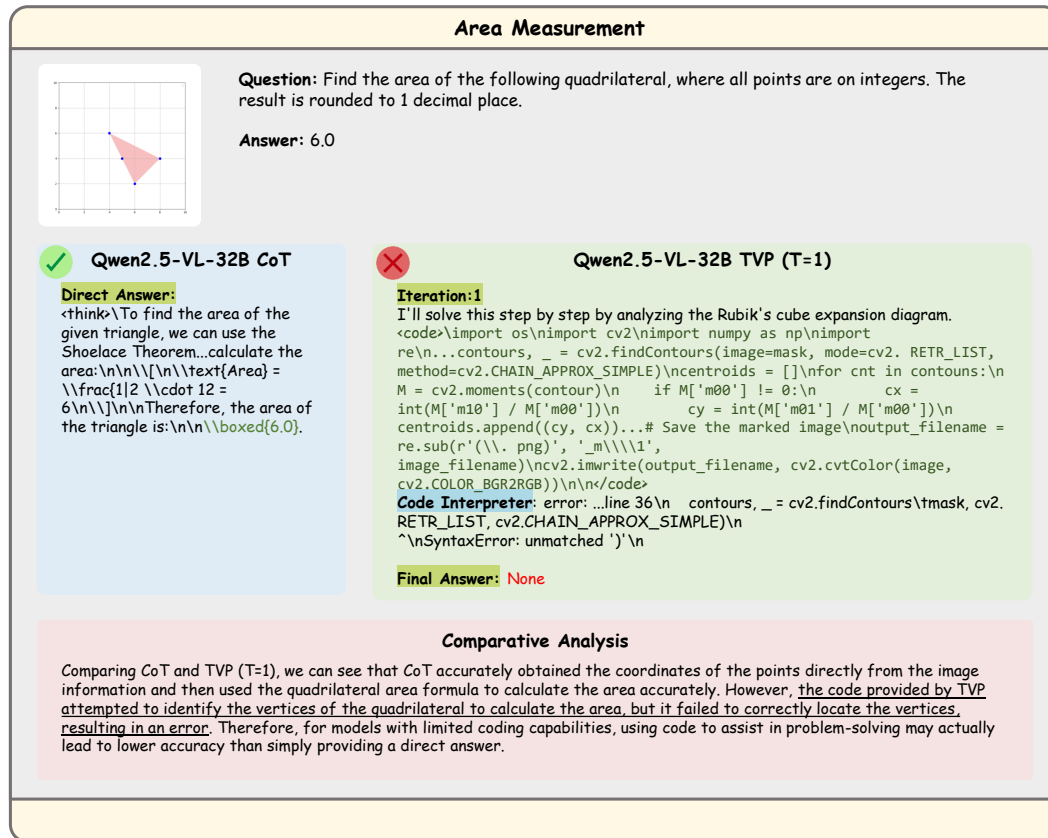 Area Measurement
Question: Find the area of the following quadrilateral, where all points are on integers. The
result is rounded to 1 decimal place.
Answer: 6.0
Qwen2.5-VL-32B CoT
Direct Answer:
<think>\To find the area of the
given triangle, we can use the
Shoelace Theorem...calculate the
area:\n\n\\[\n\\text{Area} =
\\frac{1|2 \\cdot 12 =
6\n\\]\n\nTherefore, the area of
the triangle is:\n\n\\boxed{6.0}.
Qwen2.5-VL-32B TVP (T=1)
Iteration:1
I'll solve this step by step by analyzing the Rubik's cube expansion diagram.
<code>\import os\nimport cv2\nimport numpy as np\nimport
re\n...contours, _ = cv2.findContours(image=mask, mode=cv2. RETR_LIST,
method=cv2.CHAIN_APPROX_SIMPLE)\ncentroids = []\nfor cnt in contouns:\n
M = cv2.moments(contour)\n    if M['m00'] != 0:\n        cx =
int(M['m10'] / M['m00'])\n        cy = int(M['m01'] / M['m00'])\n
centroids.append((cy, cx))...# Save the marked image\noutput_filename =
re.sub(r'(\\. png)', '_m\\\\1',
image_filename)\ncv2.imwrite(output_filename, cv2.cvtColor(image,
cv2.COLOR_BGR2RGB))\n\n</code>
Code Interpreter: error: ...line 36\n    contours, _ = cv2.findContours\tmask, cv2.
RETR_LIST, cv2.CHAIN_APPROX_SIMPLE)\n
^\nSyntaxError: unmatched ')'\n
Final Answer: None
Comparative Analysis
Comparing CoT and TVP (T=1), we can see that CoT accurately obtained the coordinates of the points directly from the image
information and then used the quadrilateral area formula to calculate the area accurately. However, the code provided by TVP
attempted to identify the vertices of the quadrilateral to calculate the area, but it failed to correctly locate the vertices,
resulting in an error. Therefore, for models with limited coding capabilities, using code to assist in problem-solving may actually
lead to lower accuracy than simply providing a direct answer.